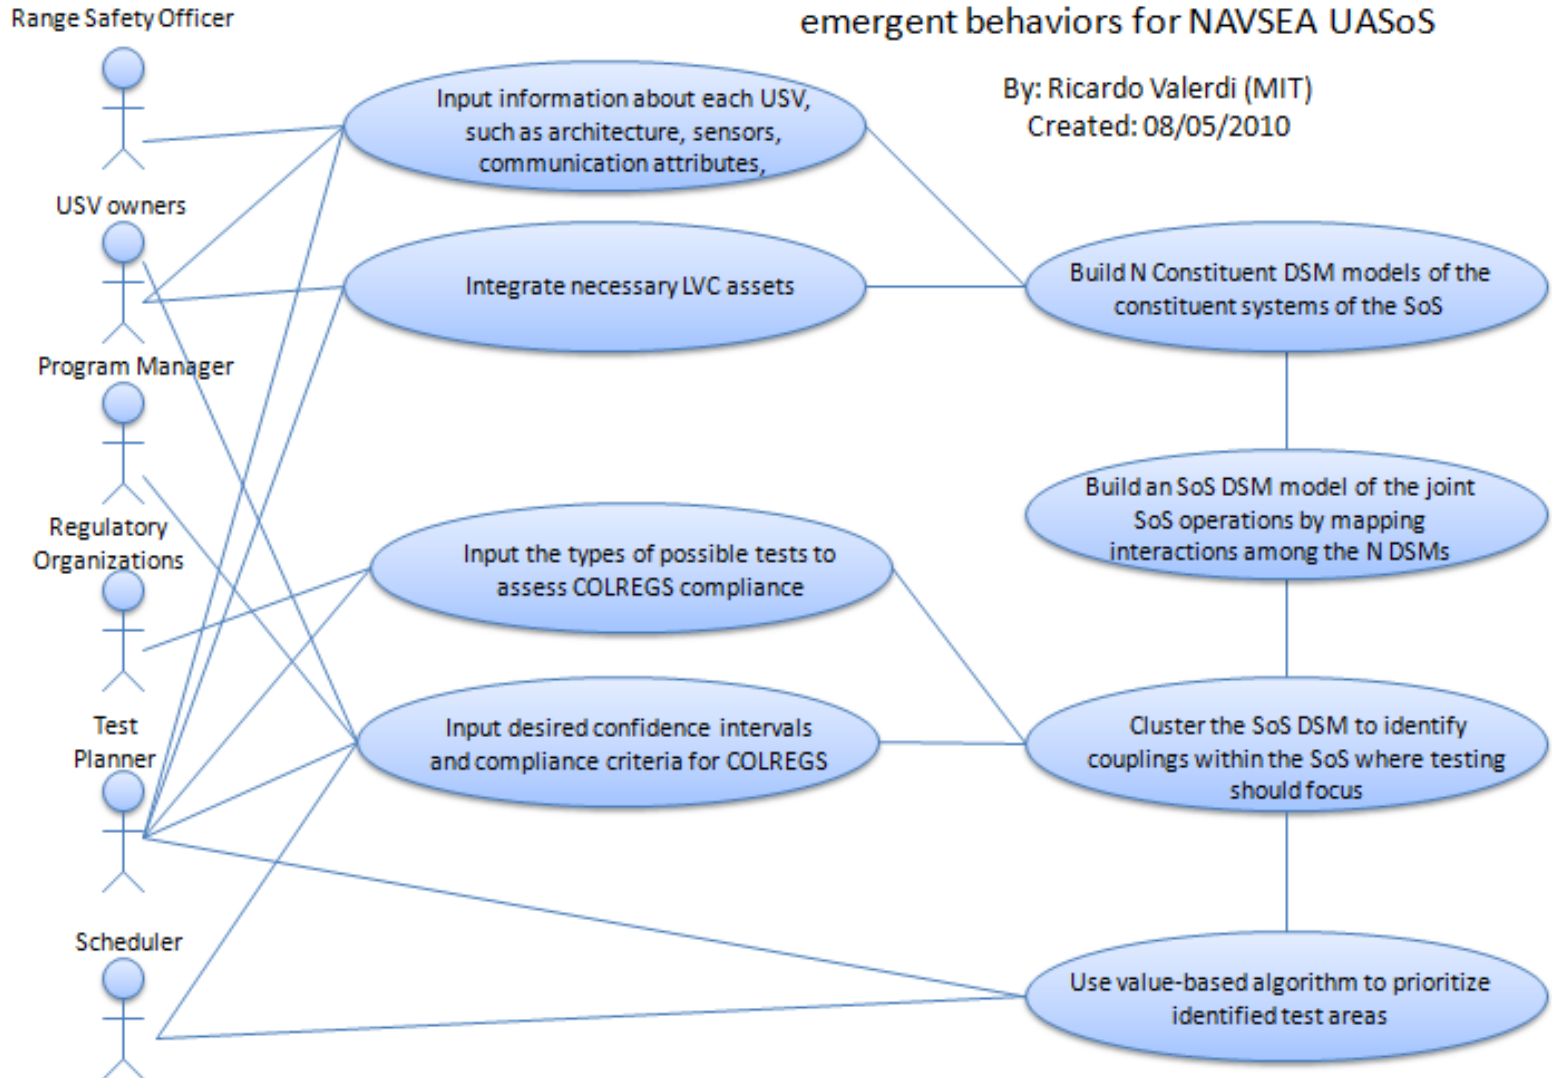 Range Safety Officer
emergent behaviors for NAVSEA UASoS
By: Ricardo Valerdi (MIT)
Created: 08/05/2010
Input information about each USV,
such as architecture, sensors,
communication attributes,
USV owners
Integrate necessary LVC assets
Build N Constituent DSM models of the
constituent systems of the SoS
Program Manager
Build an SoS DSM model of the joint
SoS operations by mapping
interactions among the N DSMs
Regulatory
Organizations
Input the types of possible tests to
assess COLREGS compliance
Test
Planner
Input desired confidence intervals
and compliance criteria for COLREGS
Cluster the SoS DSM to identify
couplings within the SoS where testing
should focus
Scheduler
Use value-based algorithm to prioritize
identified test areas